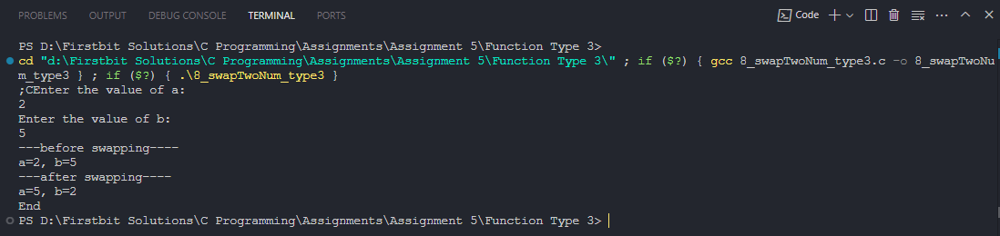 PROBLEMS OUTPUT DEBUG CONSOLE TERMINAL PORTS Code
PS D:\Firstbit Solutions\C Programming\Assignments\Assignment 5\Function Type 3>
cd "d:\Firstbit Solutions\C Programming\Assignments\Assignment 5\Function Type 3\" ; if ($?) { gcc 8_swapTwoNum_type3.c -o 8_swapTwoNu
m_type3 } ; if ($?) { .\8_swapTwoNum_type3 }
;CEnter the value of a:
2
Enter the value of b:
5
---before swapping----
a=2, b=5
---after swapping----
a=5, b=2
End
PS D:\Firstbit Solutions\C Programming\Assignments\Assignment 5\Function Type 3>